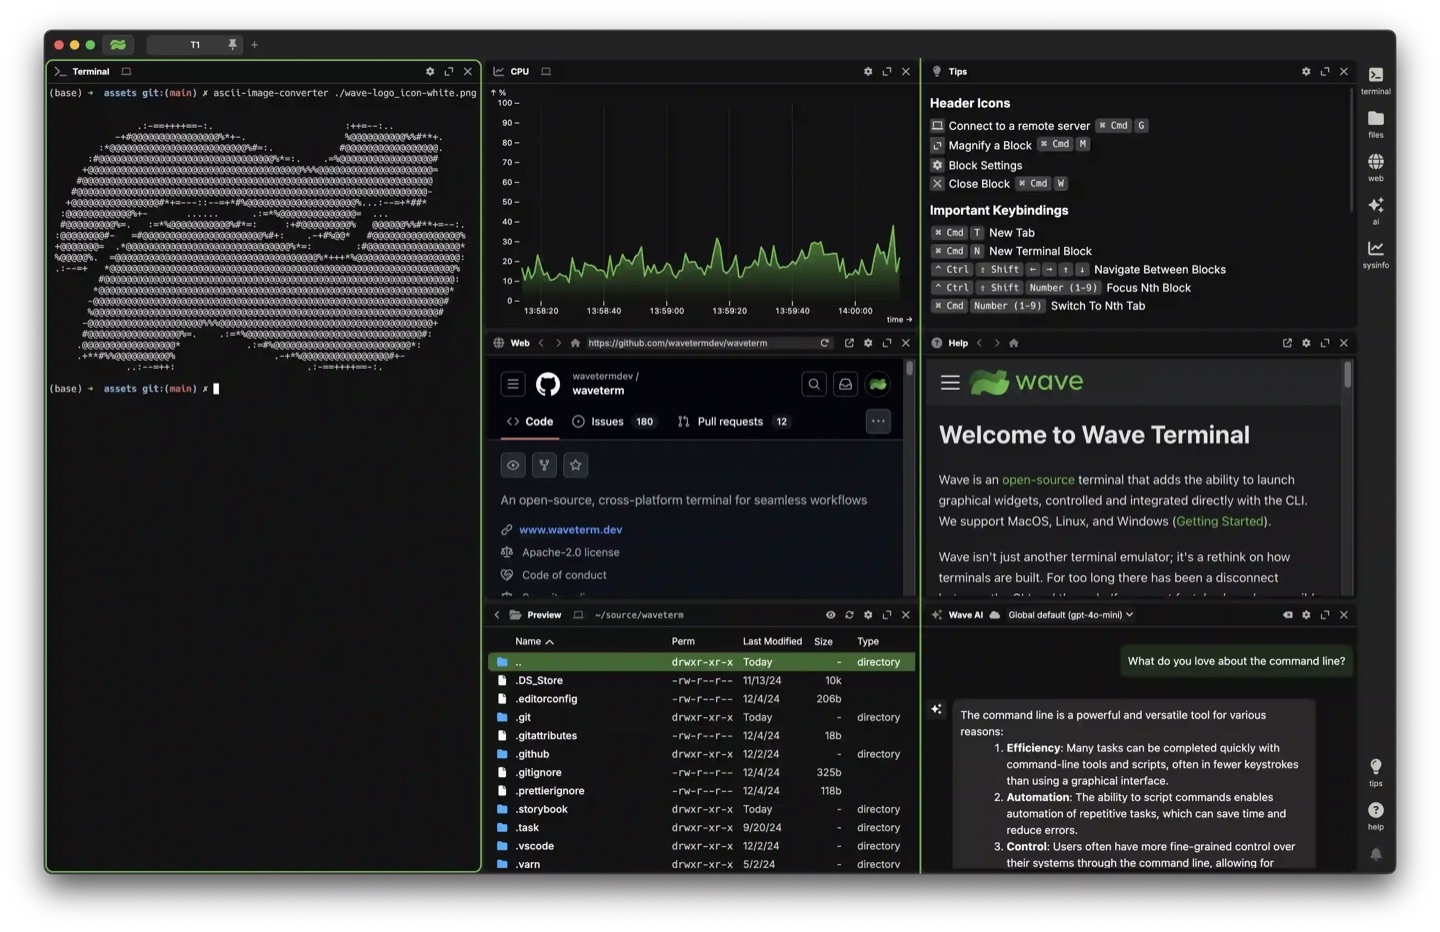 T1
Terminal
(base) → assets git:(main) ✗ ascii-image-converter ./wave-logo_icon-white.png
(base) → assets git:(main) ✗
CPU
↑ %
100
90
80
70
60
50
40
30
20
10
0
13:58:20 13:58:40 13:59:00 13:59:20 13:59:40 14:00:00
time →
Web
https://github.com/wavetermdev/waveterm
wavetermdev /
waveterm
Code Issues 180 Pull requests 12
An open-source, cross-platform terminal for seamless workflows
www.waveterm.dev
Apache-2.0 license
Code of conduct
Preview ~/source/waveterm
Name Perm Last Modified Size Type
.. drwxr-xr-x Today - directory
.DS_Store -rw-r--r-- 11/13/24 10k
.editorconfig -rw-r--r-- 12/4/24 206b
.git drwxr-xr-x Today - directory
.gitattributes -rw-r--r-- 12/4/24 18b
.github drwxr-xr-x 12/2/24 - directory
.gitignore -rw-r--r-- 12/4/24 325b
.prettierignore -rw-r--r-- 12/4/24 118b
.storybook drwxr-xr-x Today - directory
.task drwxr-xr-x 9/20/24 - directory
.vscode drwxr-xr-x 12/2/24 - directory
.yarn drwxr-xr-x 5/2/24 - directory
Tips
Header Icons
Connect to a remote server ⌘ Cmd G
Magnify a Block ⌘ Cmd M
Block Settings
Close Block ⌘ Cmd W
Important Keybindings
⌘ Cmd T New Tab
⌘ Cmd N New Terminal Block
^ Ctrl ⇧ Shift ← → ↑ ↓ Navigate Between Blocks
^ Ctrl ⇧ Shift Number (1-9) Focus Nth Block
⌘ Cmd Number (1-9) Switch To Nth Tab
Help
wave
Welcome to Wave Terminal
Wave is an open-source terminal that adds the ability to launch
graphical widgets, controlled and integrated directly with the CLI.
We support MacOS, Linux, and Windows (Getting Started).
Wave isn't just another terminal emulator; it's a rethink on how
terminals are built. For too long there has been a disconnect
Wave AI Global default (gpt-4o-mini)
What do you love about the command line?
The command line is a powerful and versatile tool for various
reasons:
1. Efficiency: Many tasks can be completed quickly with
command-line tools and scripts, often in fewer keystrokes
than using a graphical interface.
2. Automation: The ability to script commands enables
automation of repetitive tasks, which can save time and
reduce errors.
3. Control: Users often have more fine-grained control over
their systems through the command line, allowing for
terminal
files
web
ai
sysinfo
tips
help